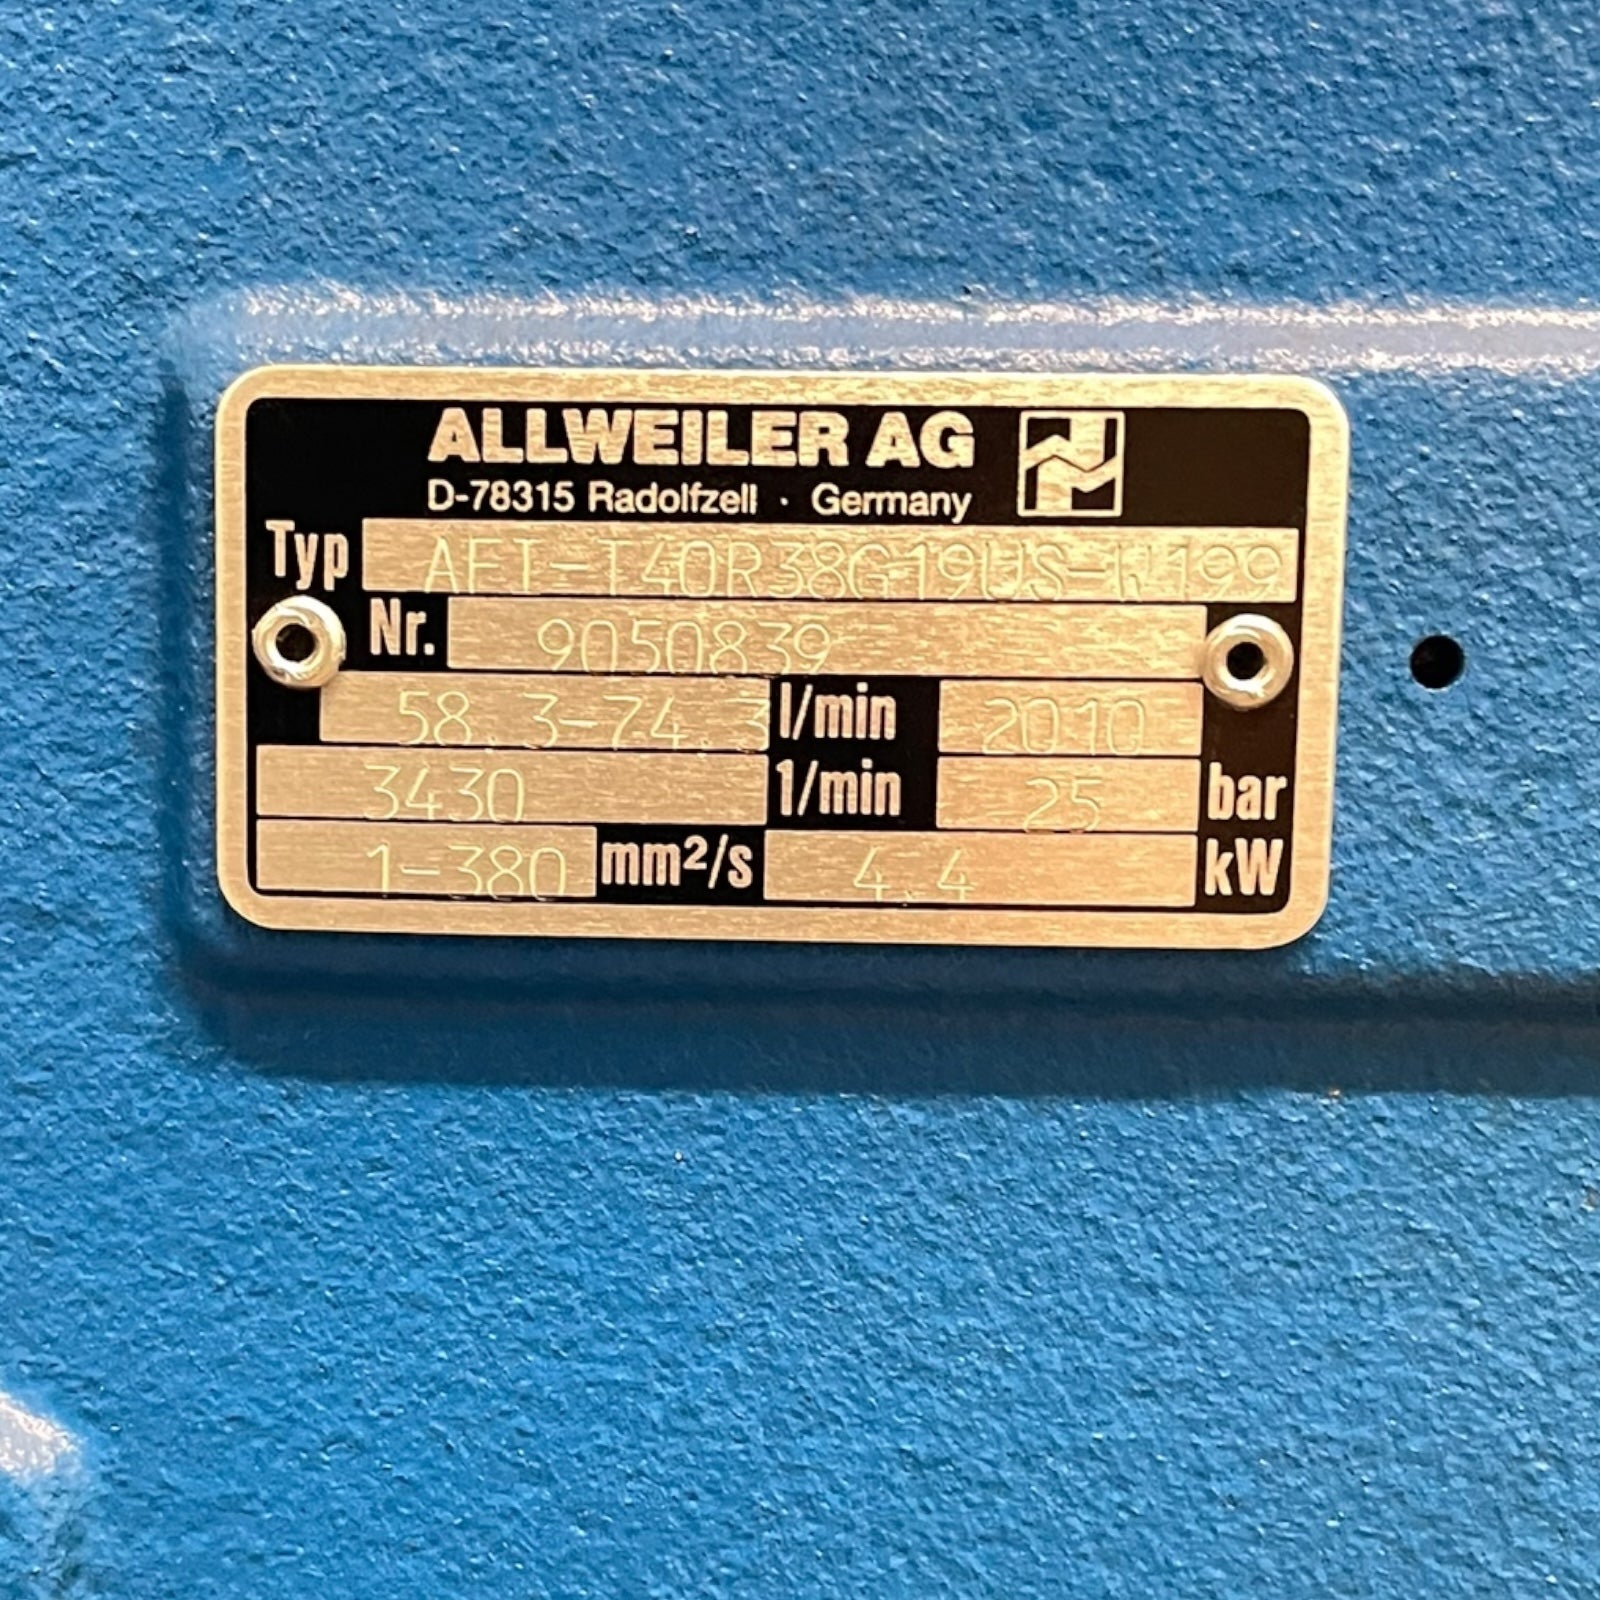 ALLWEILER AG
D-78315 Radolfzell · Germany
Typ AFI-T40R38G19US-W199
Nr. 9050839
58.3-74.3 l/min 2010
3430 1/min 25 bar
1-380 mm²/s 4.4 kW